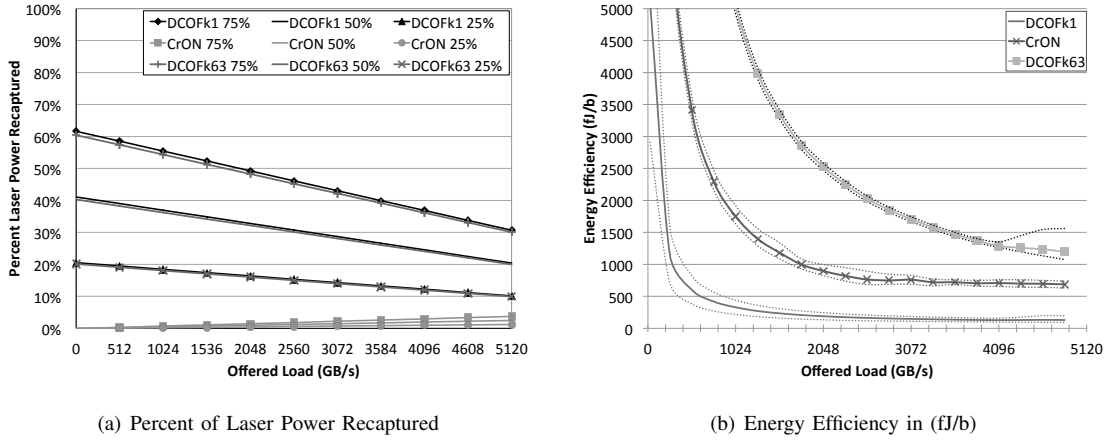 100%
90%
80%
70%
60%
50%
40%
30%
20%
10%
0%
Percent Laser Power Recaptured
DCOFk1 75% DCOFk1 50% DCOFk1 25%
CrON 75% CrON 50% CrON 25%
DCOFk63 75% DCOFk63 50% DCOFk63 25%
0 512 1024 1536 2048 2560 3072 3584 4096 4608 5120
Offered Load (GB/s)
(a) Percent of Laser Power Recaptured
5000
4500
4000
3500
3000
2500
2000
1500
1000
500
0
Energy Efficiency (fJ/b)
DCOFk1
CrON
DCOFk63
0 1024 2048 3072 4096 5120
Offered Load (GB/s)
(b) Energy Efficiency in (fJ/b)